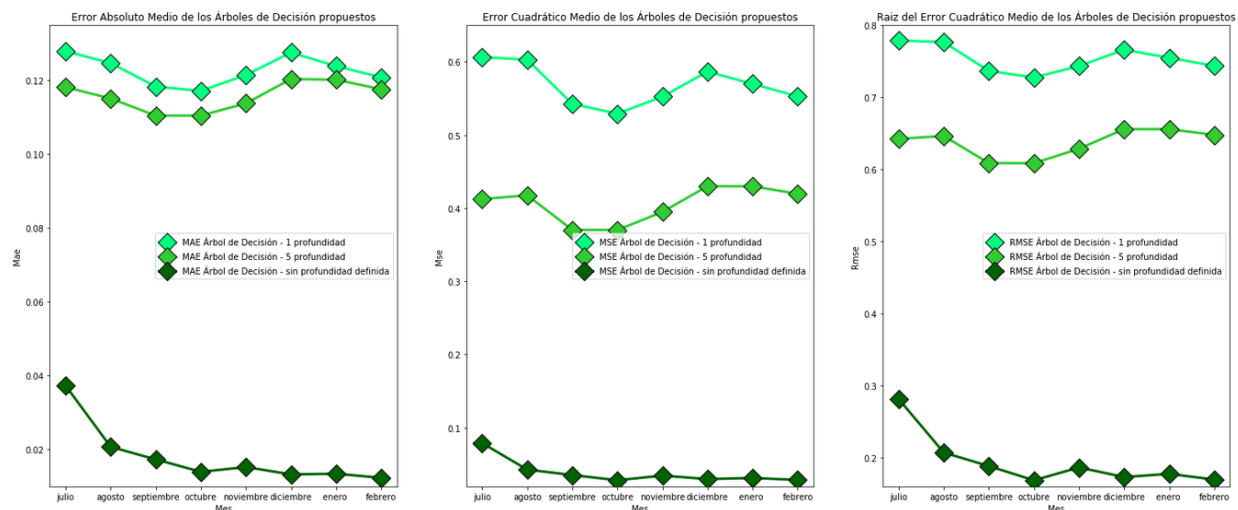 Error Absoluto Medio de los Árboles de Decisión propuestos
0.12
0.10
0.08
0.06
0.04
0.02
Mae
MAE Árbol de Decisión - 1 profundidad
MAE Árbol de Decisión - 5 profundidad
MAE Árbol de Decisión - sin profundidad definida
julio agosto septiembre octubre noviembre diciembre enero febrero
Mes
Error Cuadrático Medio de los Árboles de Decisión propuestos
0.6
0.5
0.4
0.3
0.2
0.1
Mse
MSE Árbol de Decisión - 1 profundidad
MSE Árbol de Decisión - 5 profundidad
MSE Árbol de Decisión - sin profundidad definida
julio agosto septiembre octubre noviembre diciembre enero febrero
Mes
Raiz del Error Cuadrático Medio de los Árboles de Decisión propuestos
0.8
0.7
0.6
0.5
0.4
0.3
0.2
Rmse
RMSE Árbol de Decisión - 1 profundidad
RMSE Árbol de Decisión - 5 profundidad
RMSE Árbol de Decisión - sin profundidad definida
julio agosto septiembre octubre noviembre diciembre enero febrero
Mes